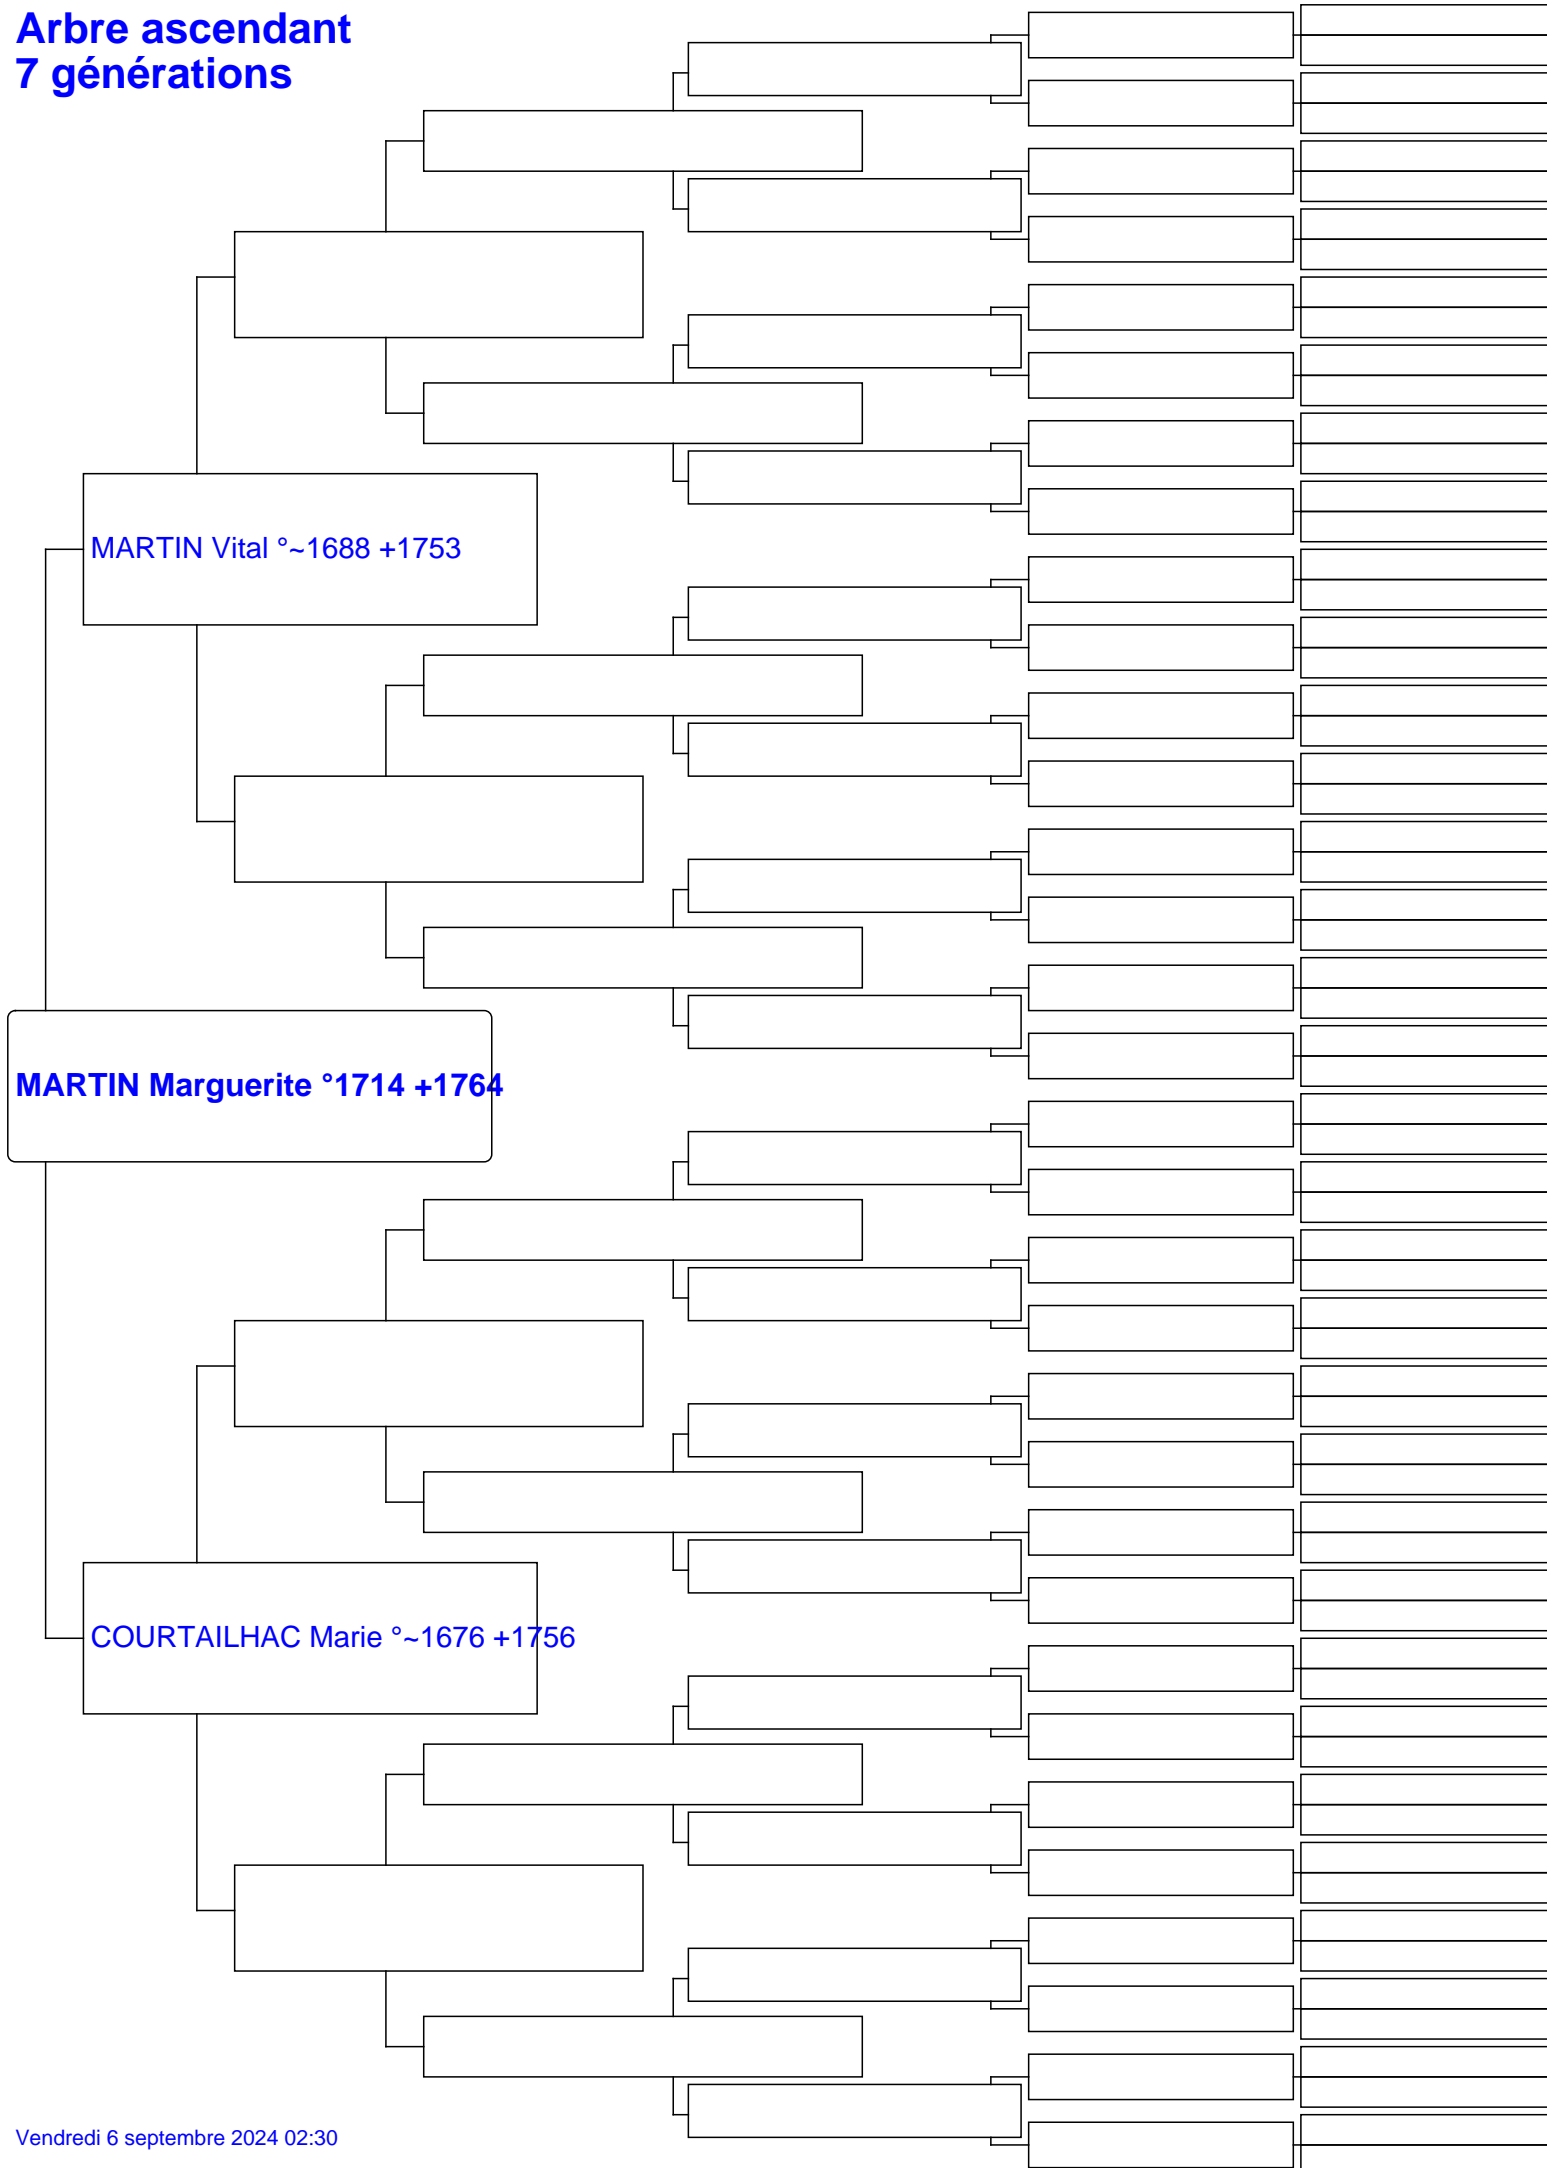 Arbre ascendant
7 générations
MARTIN Vital °~1688 +1753
MARTIN Marguerite °1714 +1764
COURTAILHAC Marie °~1676 +1756
Vendredi 6 septembre 2024 02:30